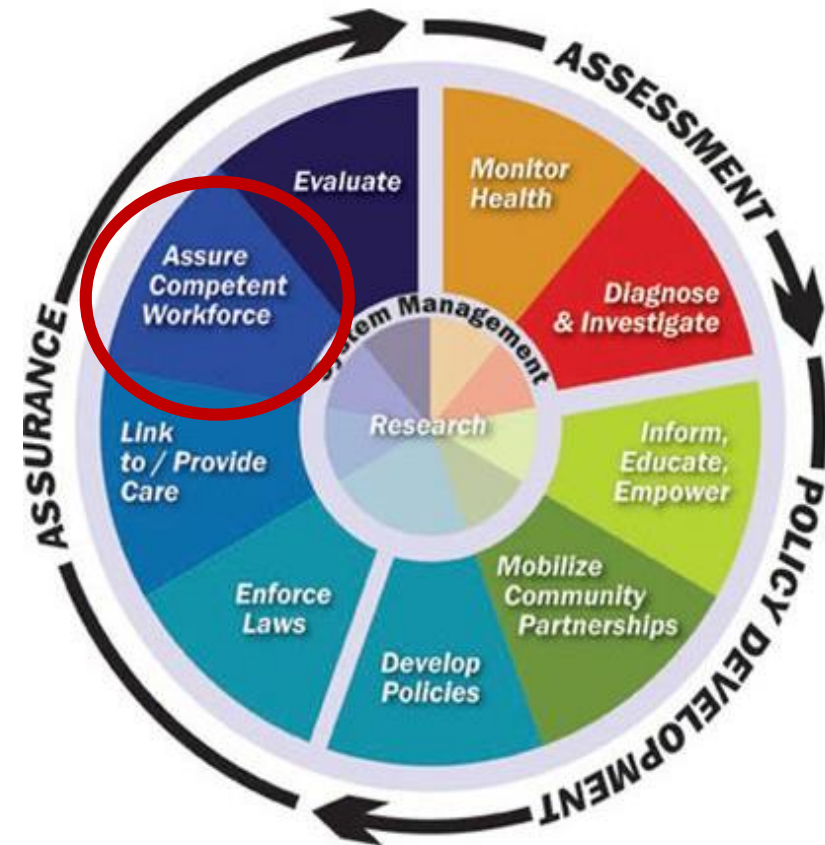 ASSESSMENT
POLICY DEVELOPMENT
ASSURANCE
Evaluate
Monitor
Health
Assure
Competent
Workforce
Diagnose
& Investigate
Management
Research
Link
to / Provide
Care
Inform,
Educate,
Empower
Enforce
Laws
Mobilize
Community
Partnerships
Develop
Policies